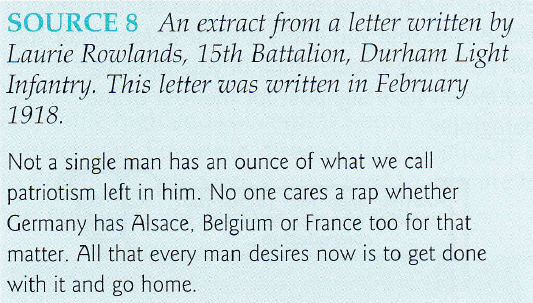 SOURCE 8 An extract from a letter written by
Laurie Rowlands, 15th Battalion, Durham Light
Infantry. This letter was written in February
1918.
Not a single man has an ounce of what we call
patriotism left in him. No one cares a rap whether
Germany has Alsace, Belgium or France too for that
matter. All that every man desires now is to get done
with it and go home.